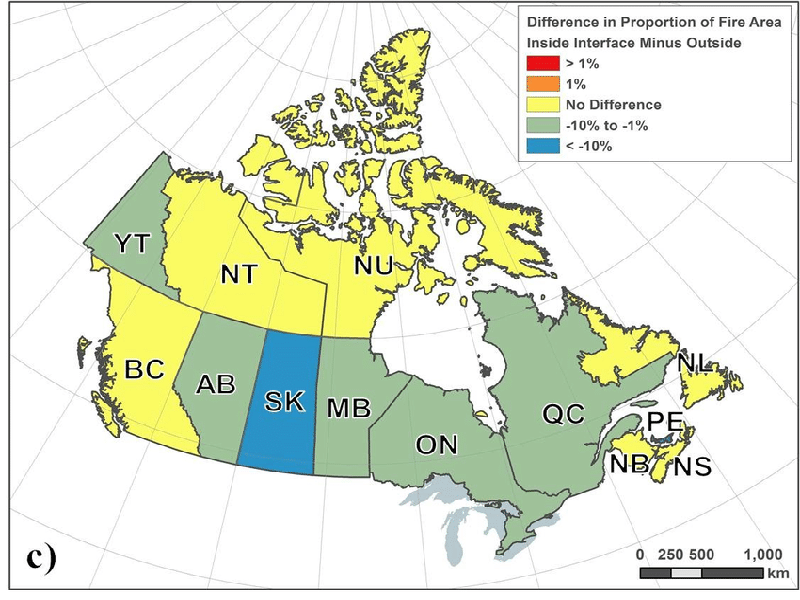 Difference in Proportion of Fire Area
Inside Interface Minus Outside
> 1%
1%
No Difference
-10% to -1%
< -10%
YT
NT
NU
BC
AB
SK
MB
ON
QC
NL
PE
NB
NS
c)
0 250 500 1,000
km